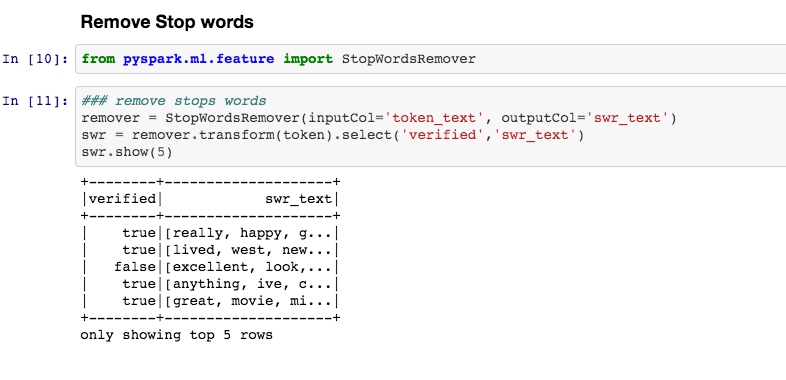 Remove Stop words
In [10]: from pyspark.ml.feature import StopWordsRemover
In [11]: ### remove stops words
remover = StopWordsRemover(inputCol='token_text', outputCol='swr_text')
swr = remover.transform(token).select('verified','swr_text')
swr.show(5)
+--------+--------------------+
|verified|            swr_text|
+--------+--------------------+
|    true|[really, happy, g...|
|    true|[lived, west, new...|
|   false|[excellent, look,...|
|    true|[anything, ive, c...|
|    true|[great, movie, mi...|
+--------+--------------------+
only showing top 5 rows